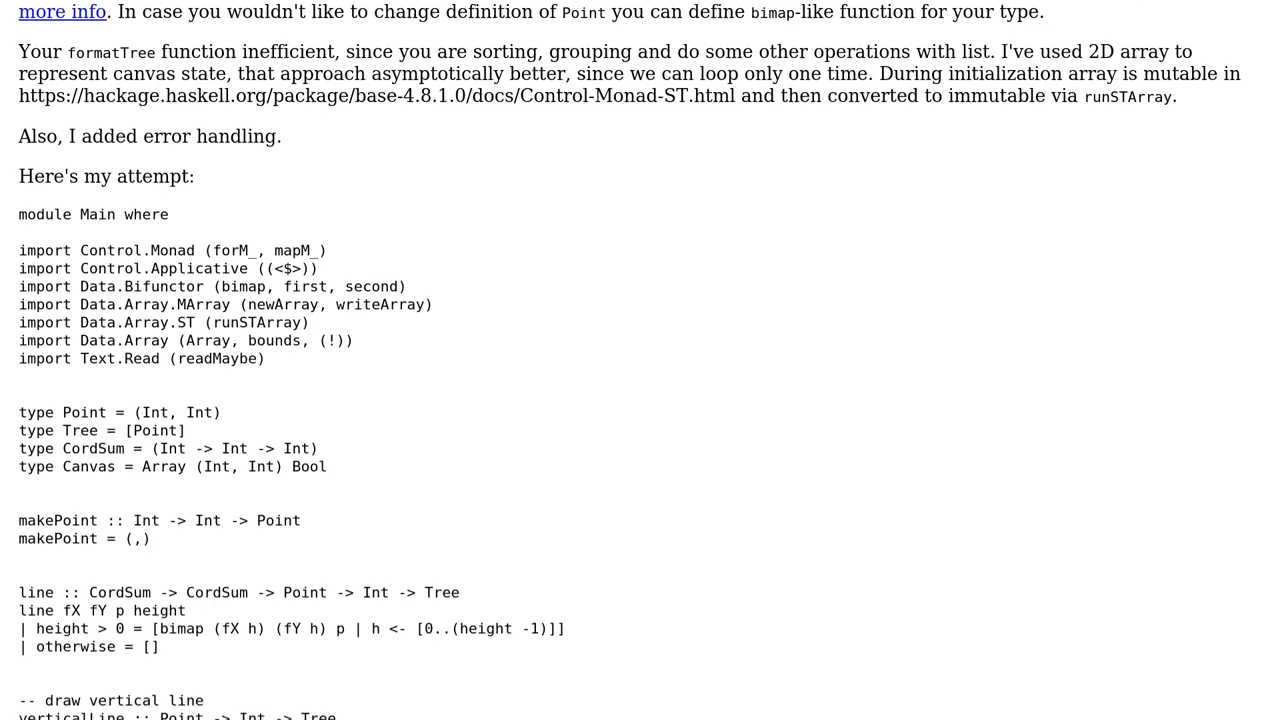 more info. In case you wouldn't like to change definition of Point you can define bimap-like function for your type.
Your formatTree function inefficient, since you are sorting, grouping and do some other operations with list. I've used 2D array to
represent canvas state, that approach asymptotically better, since we can loop only one time. During initialization array is mutable in
https://hackage.haskell.org/package/base-4.8.1.0/docs/Control-Monad-ST.html and then converted to immutable via runSTArray.
Also, I added error handling.
Here's my attempt:
module Main where
import Control.Monad (forM_, mapM_)
import Control.Applicative ((<$>))
import Data.Bifunctor (bimap, first, second)
import Data.Array.MArray (newArray, writeArray)
import Data.Array.ST (runSTArray)
import Data.Array (Array, bounds, (!))
import Text.Read (readMaybe)
type Point = (Int, Int)
type Tree = [Point]
type CordSum = (Int -> Int -> Int)
type Canvas = Array (Int, Int) Bool
makePoint :: Int -> Int -> Point
makePoint = (,)
line :: CordSum -> CordSum -> Point -> Int -> Tree
line fX fY p height
| height > 0 = [bimap (fX h) (fY h) p | h <- [0..(height -1)]]
| otherwise = []
-- draw vertical line
verticalLine :: Point -> Int -> Tree